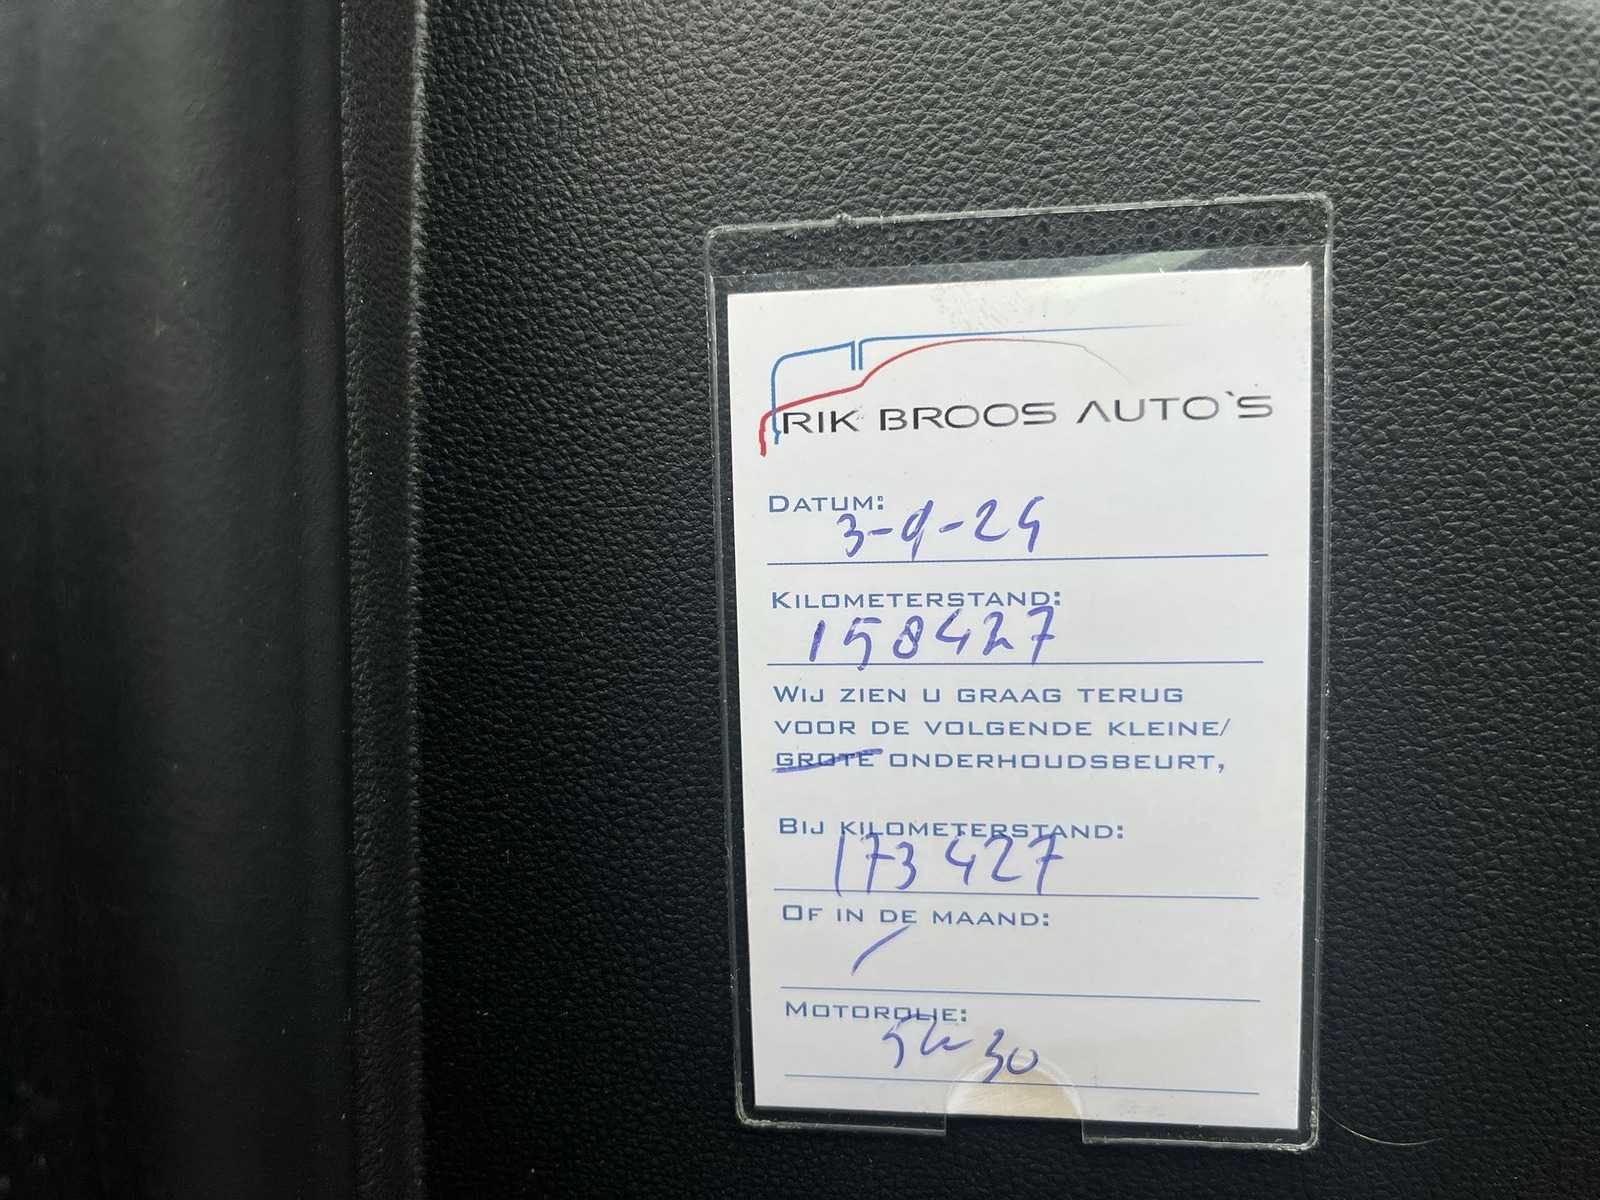 RIK BROOS AUTO'S
DATUM:
3-9-24
KILOMETERSTAND:
158427
WIJ ZIEN U GRAAG TERUG
VOOR DE VOLGENDE KLEINE/
GROTE ONDERHOUDSBEURT,
BIJ KILOMETERSTAND:
173427
OF IN DE MAAND:
/
MOTOROLIE:
5W30